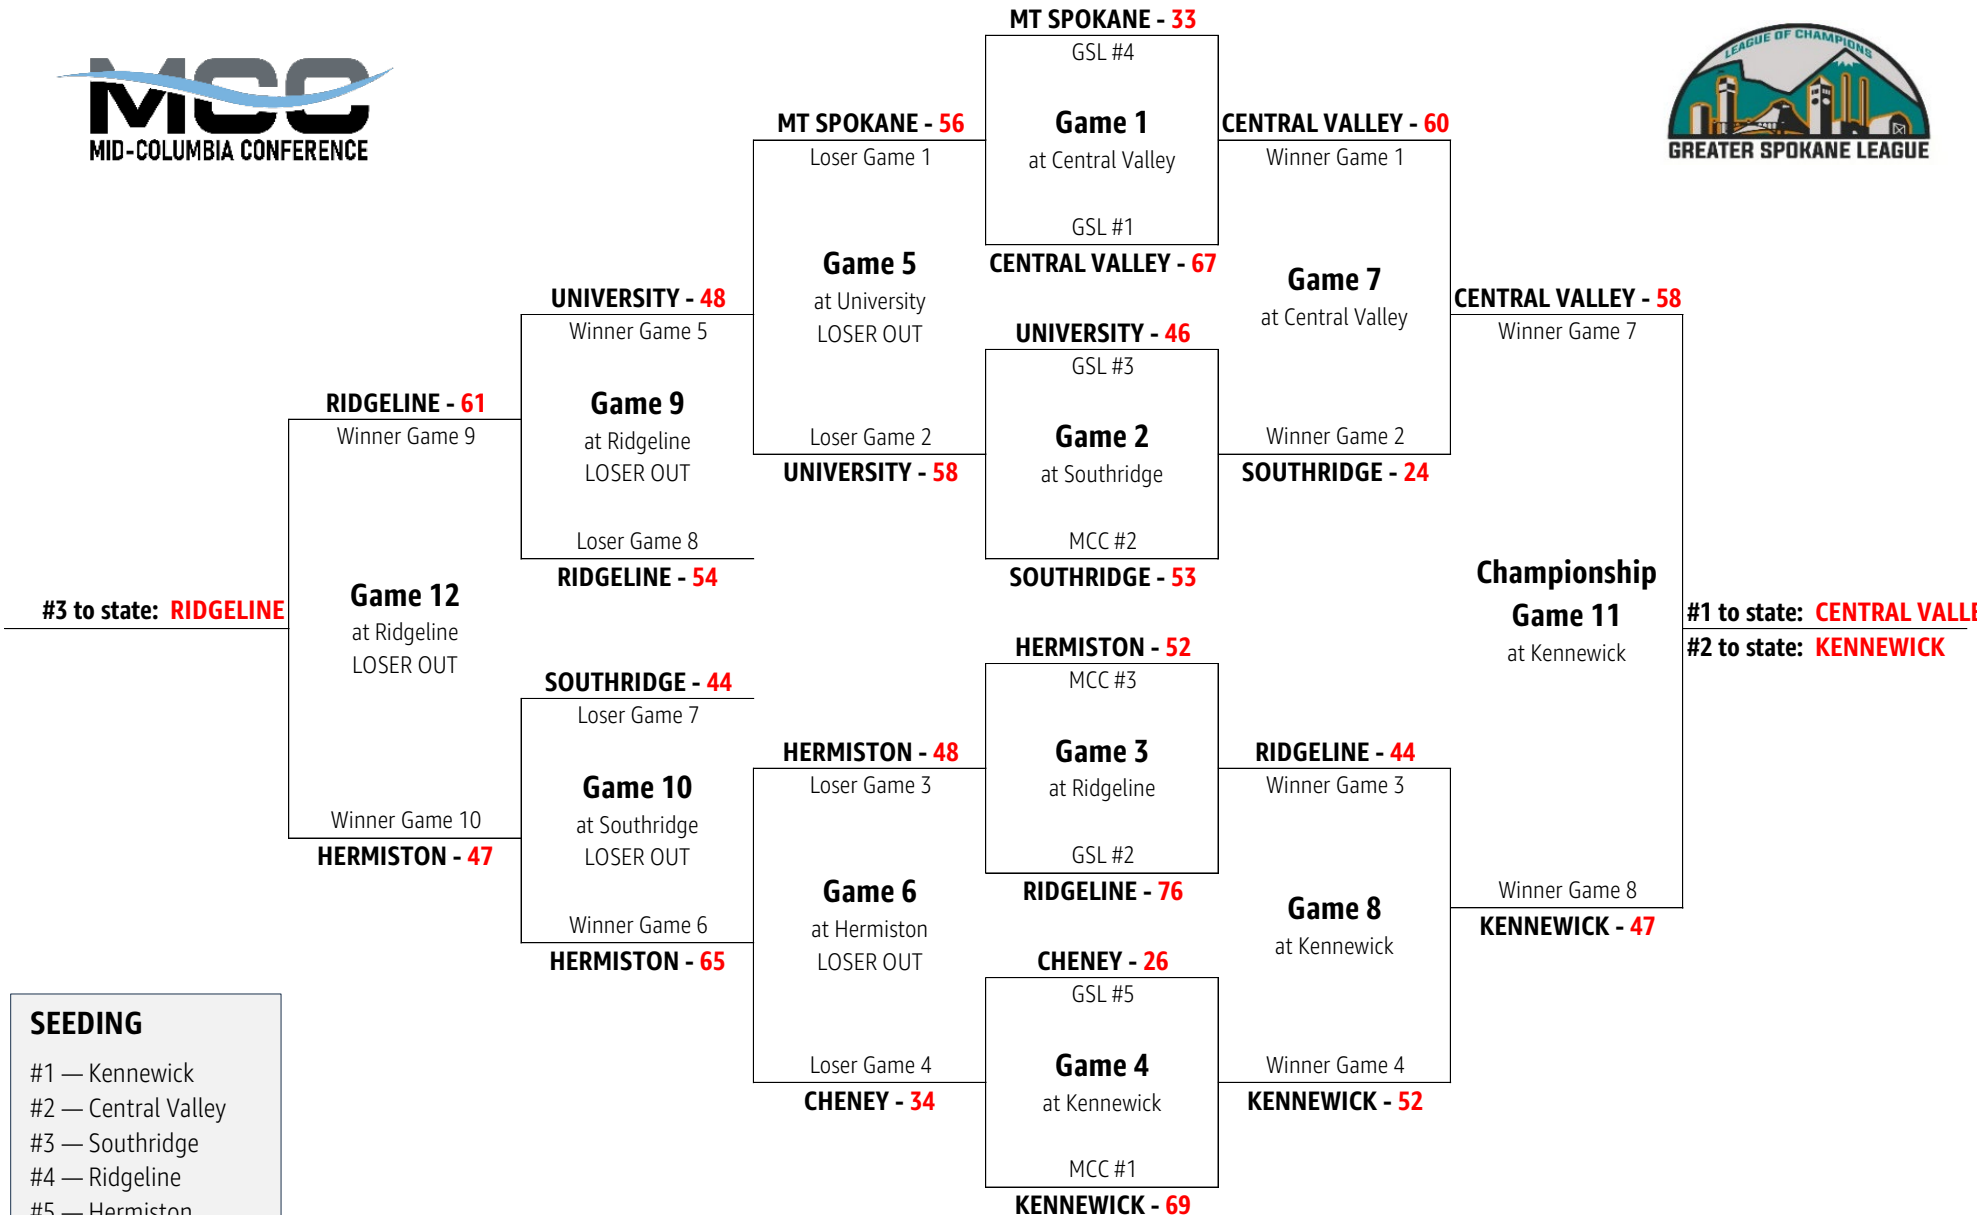 MCC
MID-COLUMBIA CONFERENCE
LEAGUE OF CHAMPIONS
GREATER SPOKANE LEAGUE
MT SPOKANE - 33
GSL #4
Game 1
at Central Valley
GSL #1
CENTRAL VALLEY - 67
UNIVERSITY - 46
GSL #3
Game 2
at Southridge
MCC #2
SOUTHRIDGE - 53
HERMISTON - 52
MCC #3
Game 3
at Ridgeline
GSL #2
RIDGELINE - 76
CHENEY - 26
GSL #5
Game 4
at Kennewick
MCC #1
KENNEWICK - 69
MT SPOKANE - 56
Loser Game 1
Game 5
at University
LOSER OUT
Loser Game 2
UNIVERSITY - 58
HERMISTON - 48
Loser Game 3
Game 6
at Hermiston
LOSER OUT
Loser Game 4
CHENEY - 34
CENTRAL VALLEY - 60
Winner Game 1
Game 7
at Central Valley
Winner Game 2
SOUTHRIDGE - 24
RIDGELINE - 44
Winner Game 3
Game 8
at Kennewick
Winner Game 4
KENNEWICK - 52
UNIVERSITY - 48
Winner Game 5
Game 9
at Ridgeline
LOSER OUT
Loser Game 8
RIDGELINE - 54
SOUTHRIDGE - 44
Loser Game 7
Game 10
at Southridge
LOSER OUT
Winner Game 6
HERMISTON - 65
CENTRAL VALLEY - 58
Winner Game 7
Championship
Game 11
at Kennewick
Winner Game 8
KENNEWICK - 47
#1 to state: CENTRAL VALLE
#2 to state: KENNEWICK
RIDGELINE - 61
Winner Game 9
Game 12
at Ridgeline
LOSER OUT
Winner Game 10
HERMISTON - 47
#3 to state: RIDGELINE
SEEDING
#1 — Kennewick
#2 — Central Valley
#3 — Southridge
#4 — Ridgeline
#5 — Hermiston